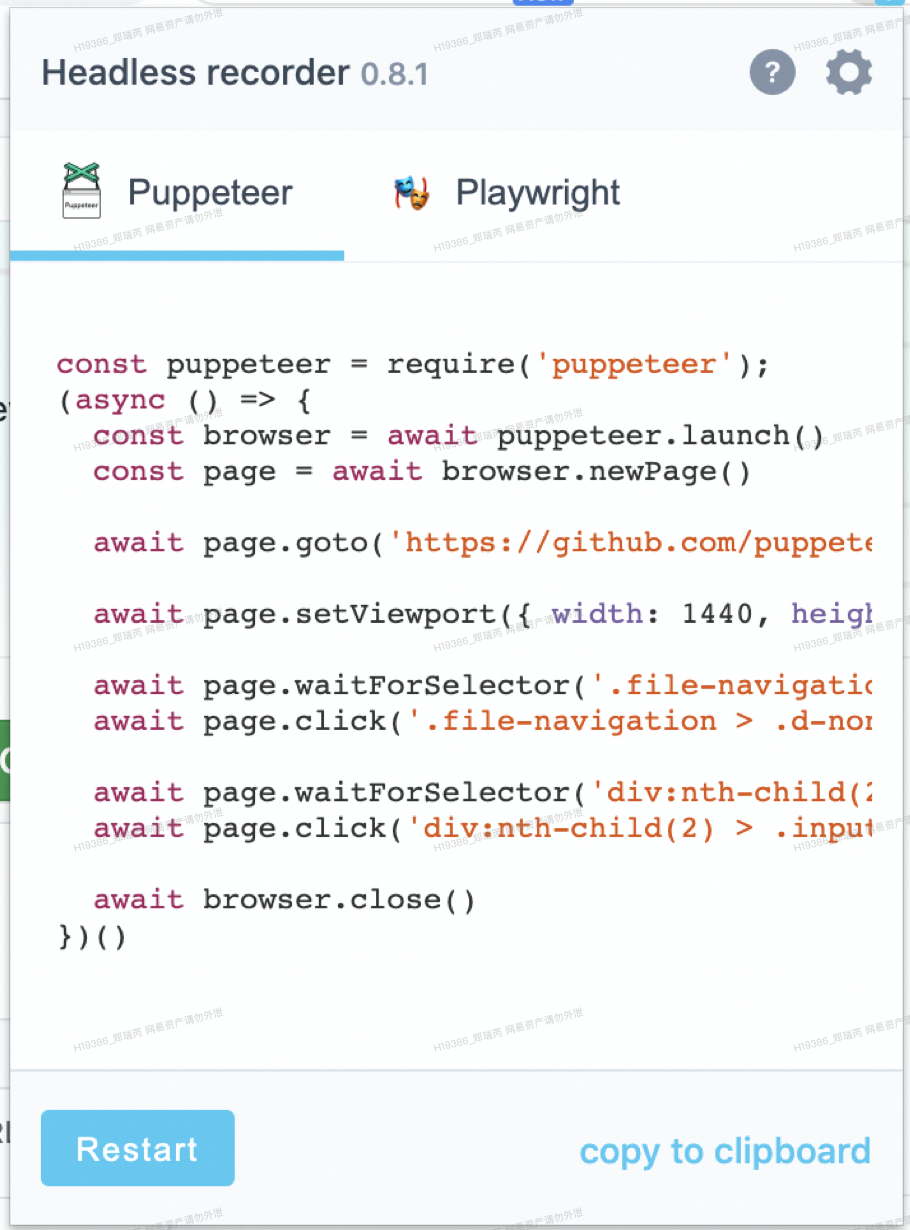 Headless recorder 0.8.1
?
Puppeteer
Puppeteer
Playwright
const puppeteer = require('puppeteer');
(async () => {
  const browser = await puppeteer.launch()
  const page = await browser.newPage()
  await page.goto('https://github.com/puppete
  await page.setViewport({ width: 1440, heigh
  await page.waitForSelector('.file-navigatio
  await page.click('.file-navigation > .d-non
  await page.waitForSelector('div:nth-child(2
  await page.click('div:nth-child(2) > .input
  await browser.close()
})()
Restart
copy to clipboard
H19386_郑瑞芮 网易资产请勿外泄